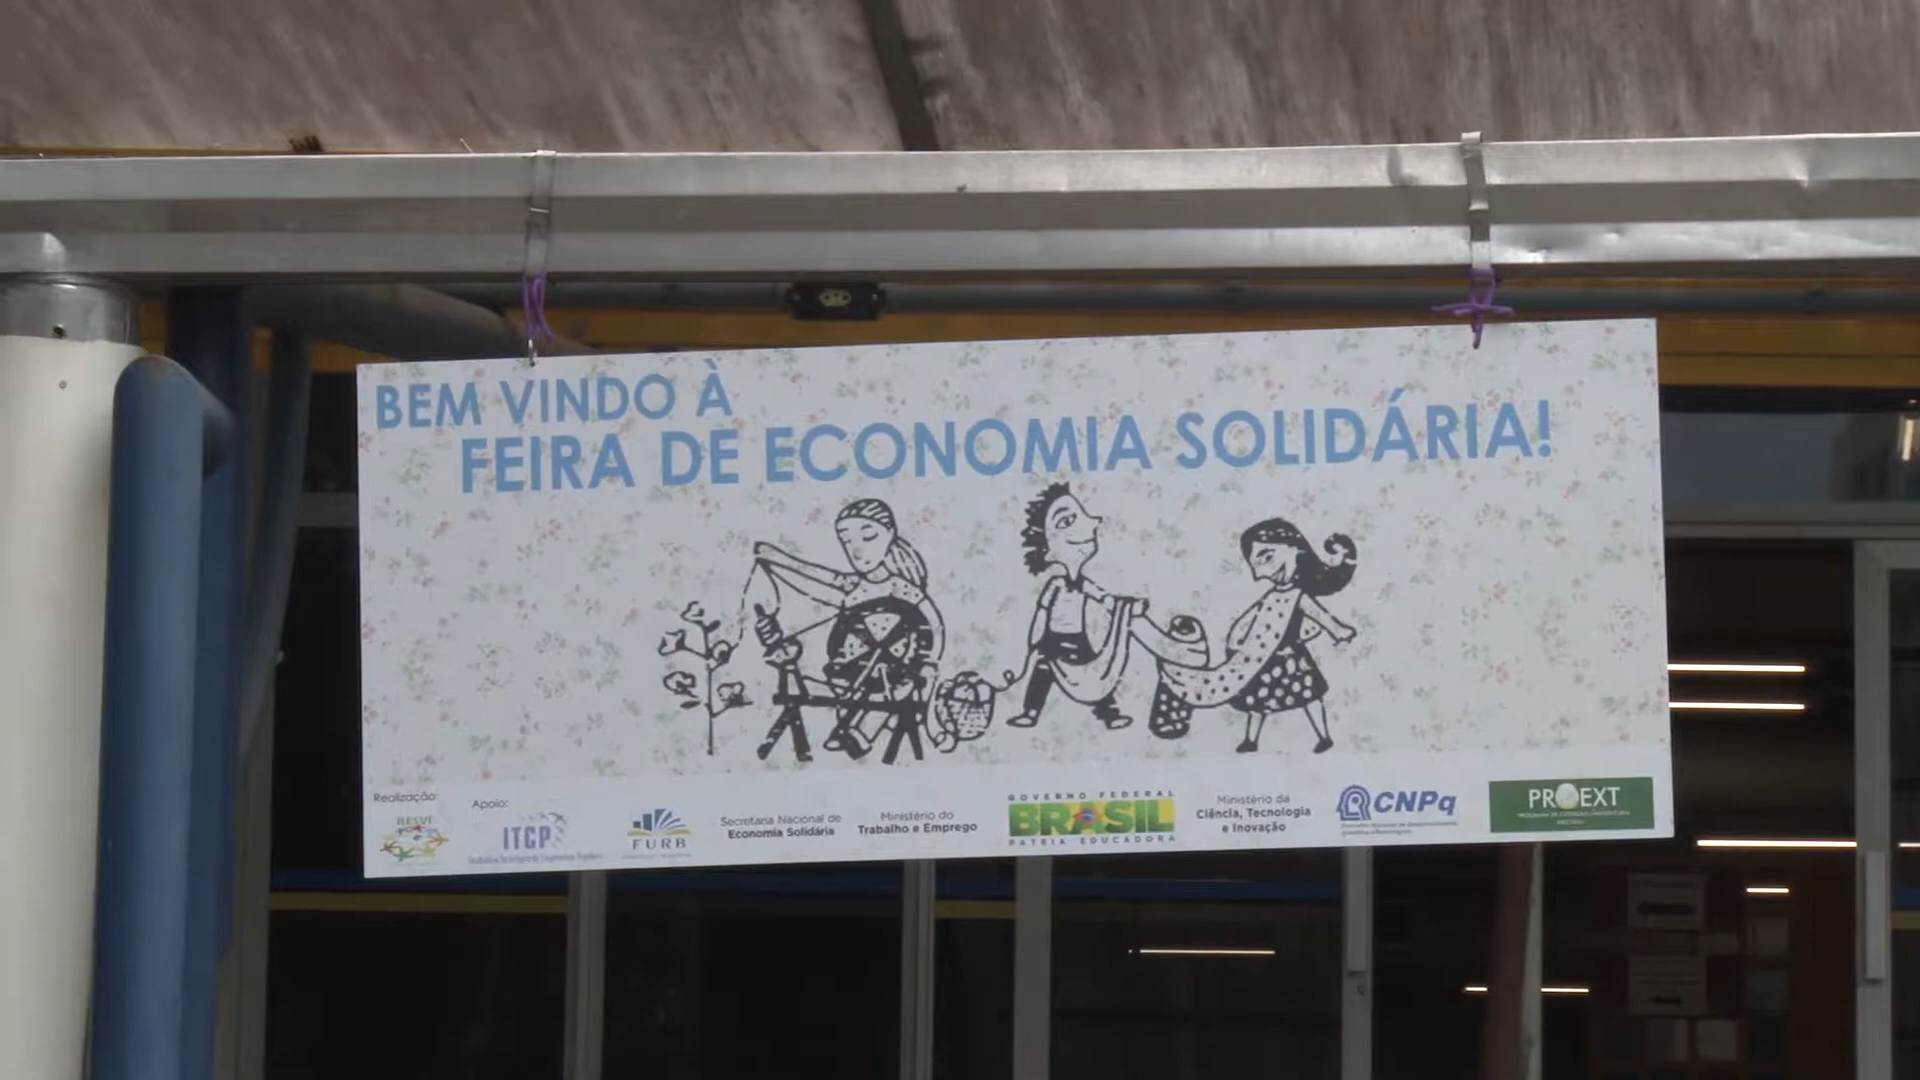 BEM VINDO À
FEIRA DE ECONOMIA SOLIDÁRIA!
Realização:
RESVI
Apoio:
ITCP
FURB
Secretaria Nacional de
Economia Solidária
Ministério do
Trabalho e Emprego
GOVERNO FEDERAL
BRASIL
PÁTRIA EDUCADORA
Ministério da
Ciência, Tecnologia
e Inovação
CNPq
PROEXT